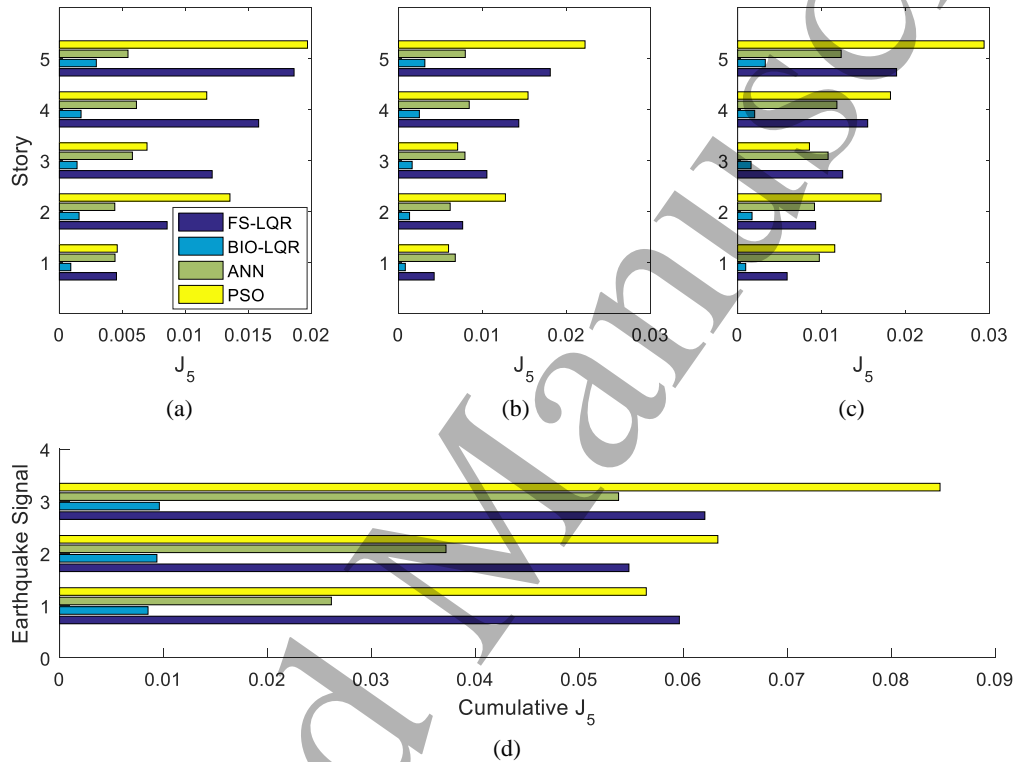 Story
5
4
3
2
1
0 0.005 0.01 0.015 0.02
J5
(a)
FS-LQR
BIO-LQR
ANN
PSO
5
4
3
2
1
0 0.01 0.02 0.03
J5
(b)
5
4
3
2
1
0 0.01 0.02 0.03
J5
(c)
Earthquake Signal
4
3
2
1
0
0 0.01 0.02 0.03 0.04 0.05 0.06 0.07 0.08 0.09
Cumulative J5
(d)
d Manusc